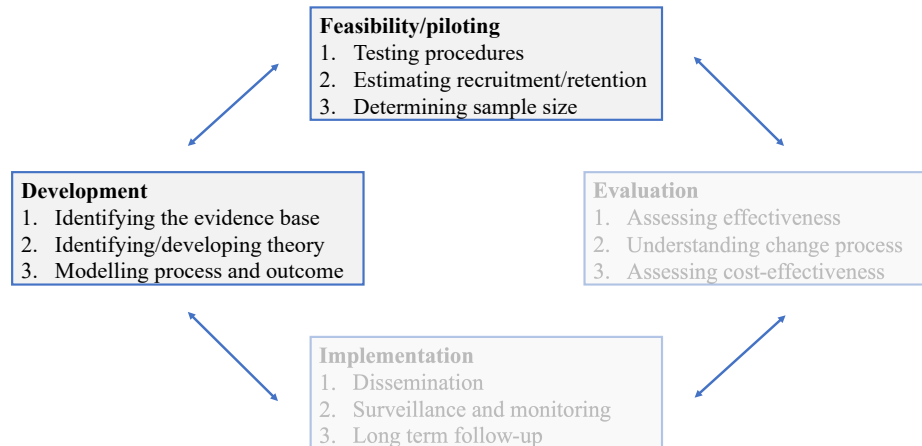 Feasibility/piloting
1. Testing procedures
2. Estimating recruitment/retention
3. Determining sample size
Development
1. Identifying the evidence base
2. Identifying/developing theory
3. Modelling process and outcome
Evaluation
1. Assessing effectiveness
2. Understanding change process
3. Assessing cost-effectiveness
Implementation
1. Dissemination
2. Surveillance and monitoring
3. Long term follow-up